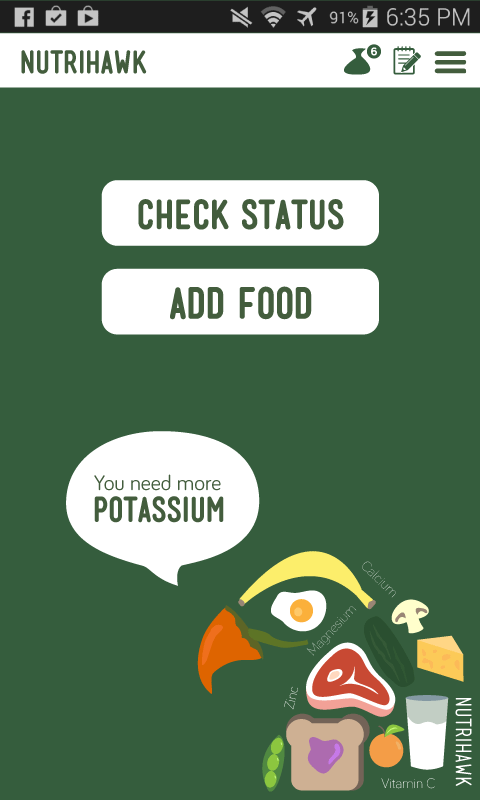 91% 6:35 PM
NUTRIHAWK
6
CHECK STATUS
ADD FOOD
You need more
POTASSIUM
Calcium
Magnesium
Zinc
NUTRIHAWK
Vitamin C